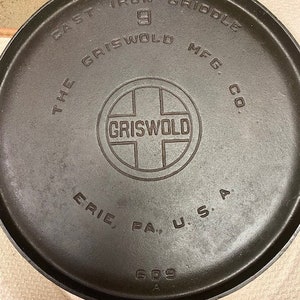 CAST IRON GRIDDLE
9
THE GRISWOLD MFG. CO.
GRISWOLD
ERIE, PA., U. S. A.
609
A